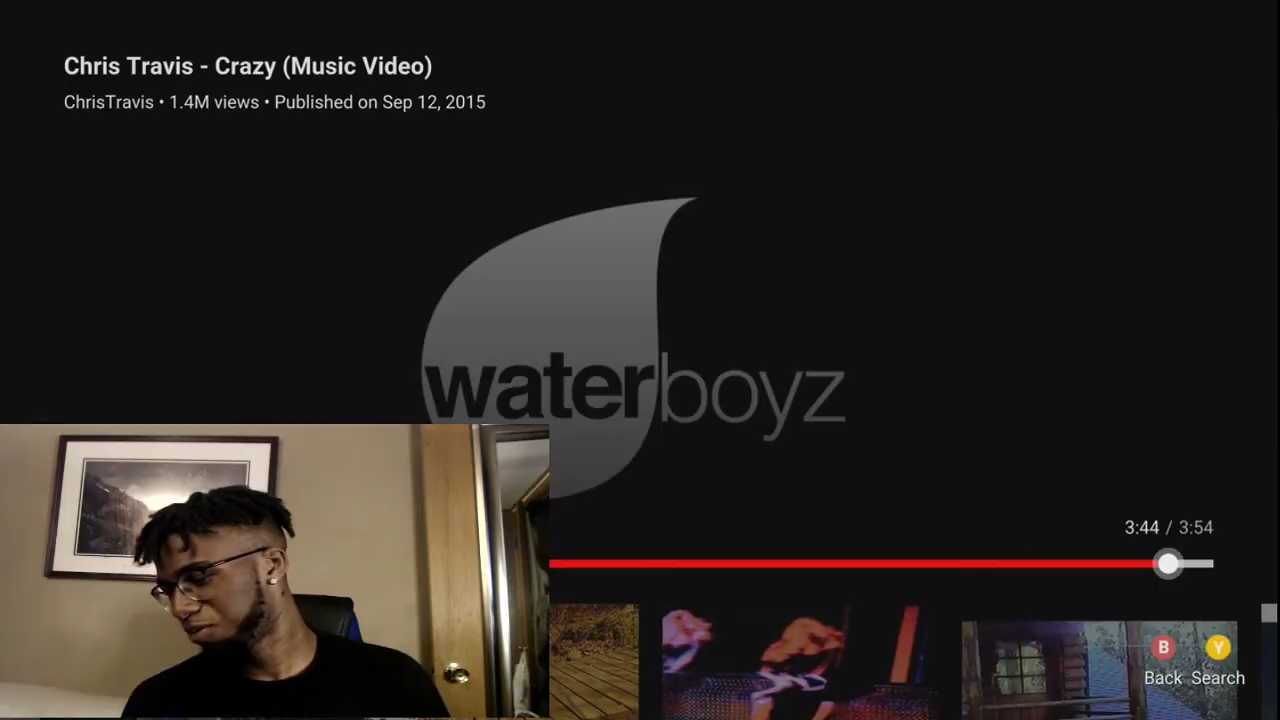 Chris Travis - Crazy (Music Video)
ChrisTravis • 1.4M views • Published on Sep 12, 2015
waterboyz
3:44 / 3:54
B Y
Back Search